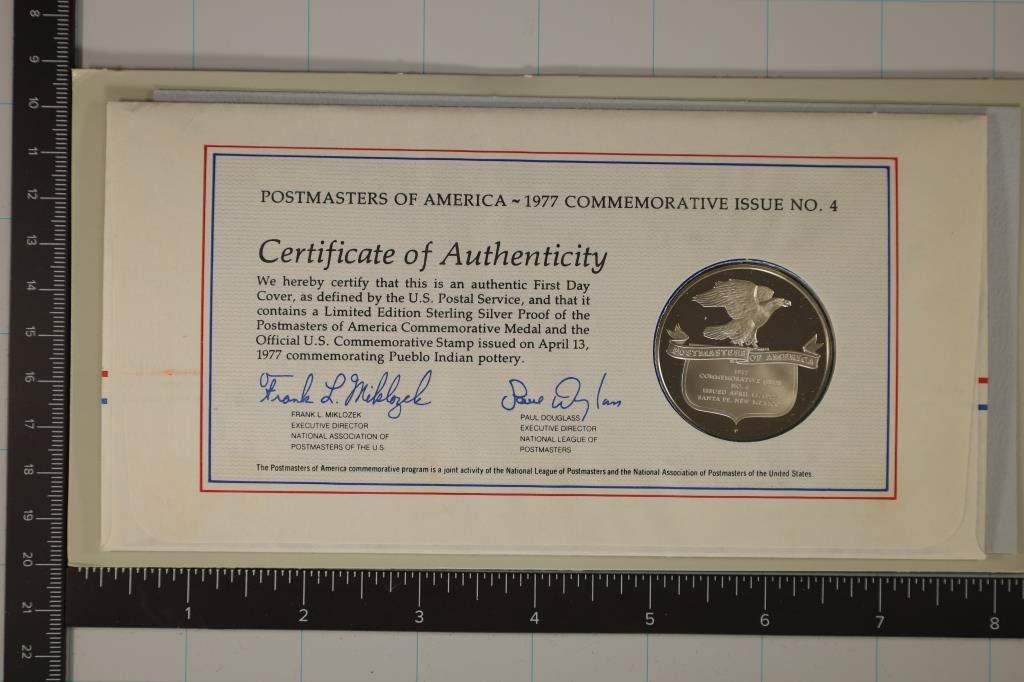 POSTMASTERS OF AMERICA ~ 1977 COMMEMORATIVE ISSUE NO. 4
Certificate of Authenticity
We hereby certify that this is an authentic First Day
Cover, as defined by the U.S. Postal Service, and that it
contains a Limited Edition Sterling Silver Proof of the
Postmasters of America Commemorative Medal and the
Official U.S. Commemorative Stamp issued on April 13,
1977 commemorating Pueblo Indian pottery.
Frank L. Miklozek
FRANK L. MIKLOZEK
EXECUTIVE DIRECTOR
NATIONAL ASSOCIATION OF
POSTMASTERS OF THE U.S.
Paul Douglass
PAUL DOUGLASS
EXECUTIVE DIRECTOR
NATIONAL LEAGUE OF
POSTMASTERS
The Postmasters of America commemorative program is a joint activity of the National League of Postmasters and the National Association of Postmasters of the United States.
POSTMASTERS OF AMERICA
1977
COMMEMORATIVE ISSUE
NO. 4
ISSUED APRIL 13, 1977
SANTA FE, NEW MEXICO
8
9
10
11
12
13
14
15
16
17
18
19
20
21
22
1 2 3 4 5 6 7 8